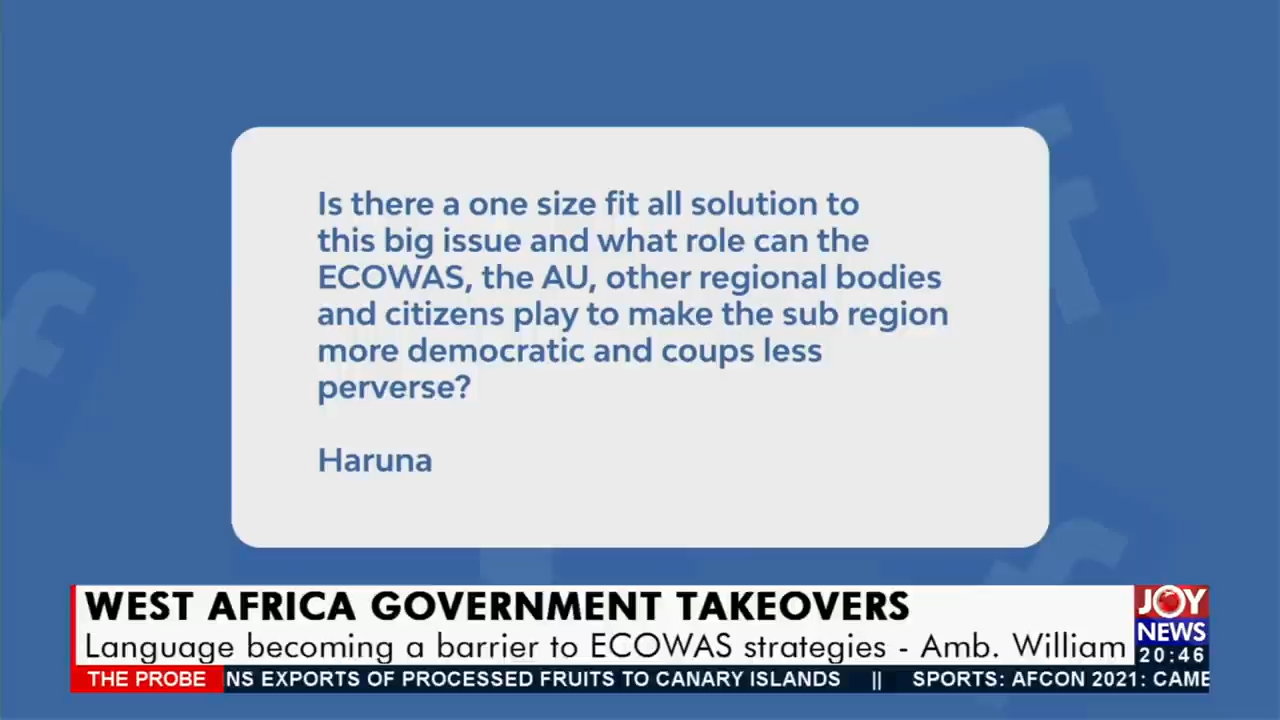 Is there a one size fit all solution to
this big issue and what role can the
ECOWAS, the AU, other regional bodies
and citizens play to make the sub region
more democratic and coups less
perverse?
Haruna
WEST AFRICA GOVERNMENT TAKEOVERS
Language becoming a barrier to ECOWAS strategies - Amb. William
JOY
NEWS
20:46
THE PROBE
NS EXPORTS OF PROCESSED FRUITS TO CANARY ISLANDS || SPORTS: AFCON 2021: CAME